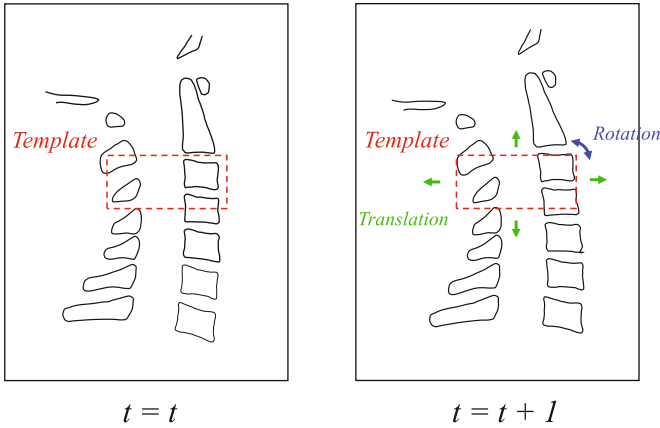 Template
Template
Rotation
Translation
t = t
t = t + 1